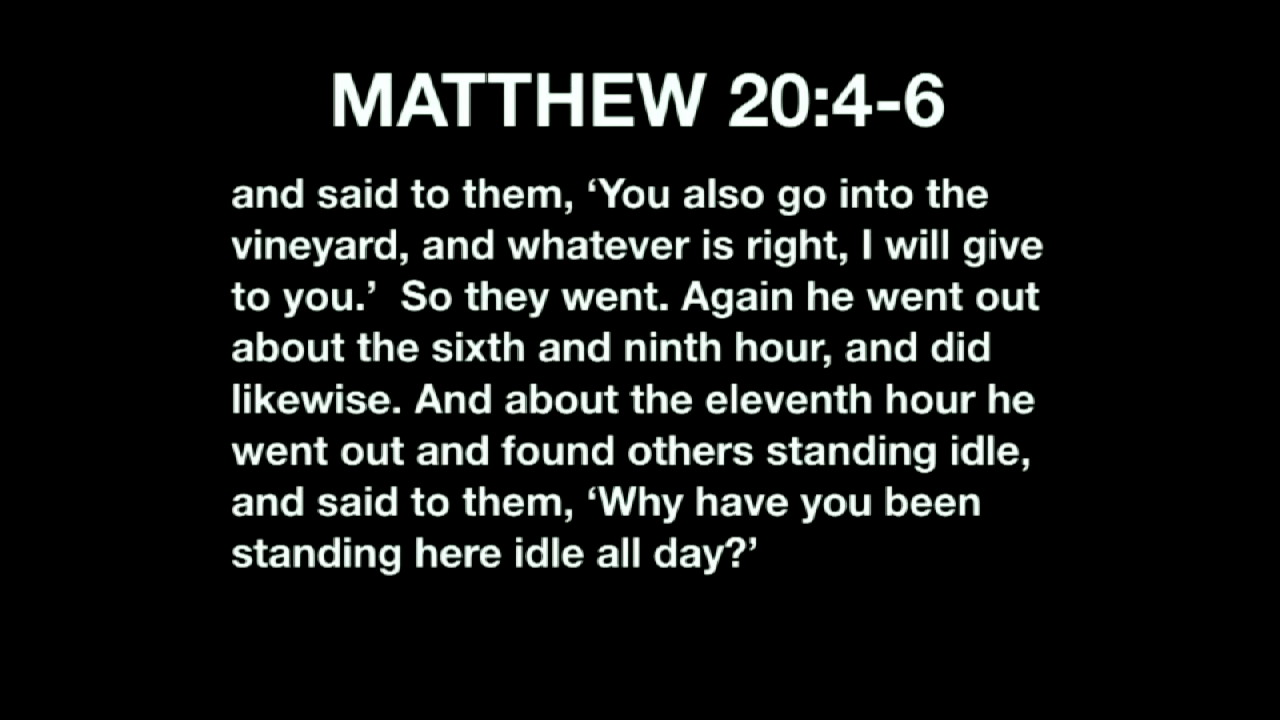 MATTHEW 20:4-6
and said to them, ‘You also go into the
vineyard, and whatever is right, I will give
to you.’  So they went. Again he went out
about the sixth and ninth hour, and did
likewise. And about the eleventh hour he
went out and found others standing idle,
and said to them, ‘Why have you been
standing here idle all day?’